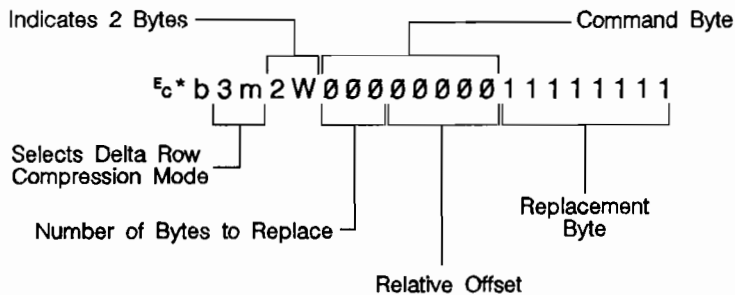 Indicates 2 Bytes
Command Byte
Ec*b3m2WØØØØØØØØ11111111
Selects Delta Row
Compression Mode
Number of Bytes to Replace
Replacement
Byte
Relative Offset